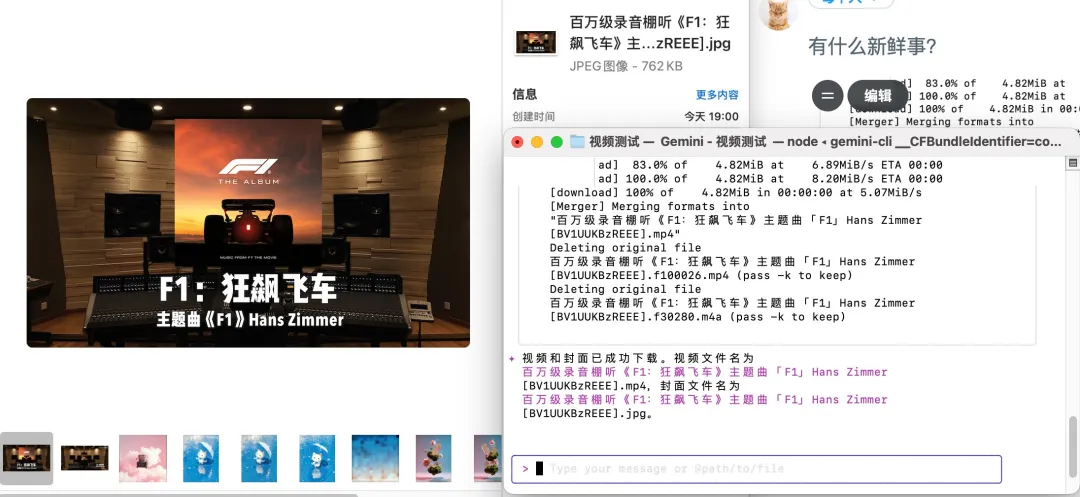 F1
THE ALBUM
MUSIC FROM F1 THE MOVIE
F1：狂飙飞车
主题曲《F1》Hans Zimmer
百万级录音棚听《F1：狂
飙飞车》主…zREEE].jpg
JPEG图像 – 762 KB
信息
更多内容
创建时间
今天 19:00
有什么新鲜事?
编辑
ad]  83.0% of    4.82MiB at
100.0% of    4.82MiB at
oad] 100% of    4.82MiB in 00:0
[Merger] Merging formats into
视频测试 — Gemini - 视频测试 — node ◂ gemini-cli __CFBundleIdentifier=co...
ad]  83.0% of    4.82MiB at    6.89MiB/s ETA 00:00
ad] 100.0% of    4.82MiB at    8.20MiB/s ETA 00:00
[download] 100% of    4.82MiB in 00:00:00 at 5.07MiB/s
[Merger] Merging formats into
"百万级录音棚听《F1：狂飙飞车》主题曲「F1」Hans Zimmer
[BV1UUKBzREEE].mp4"
Deleting original file
百万级录音棚听《F1：狂飙飞车》主题曲「F1」Hans Zimmer
[BV1UUKBzREEE].f100026.mp4 (pass -k to keep)
Deleting original file
百万级录音棚听《F1：狂飙飞车》主题曲「F1」Hans Zimmer
[BV1UUKBzREEE].f30280.m4a (pass -k to keep)
✦ 视频和封面已成功下载。视频文件名为
百万级录音棚听《F1：狂飙飞车》主题曲「F1」Hans Zimmer
[BV1UUKBzREEE].mp4，封面文件名为
百万级录音棚听《F1：狂飙飞车》主题曲「F1」Hans Zimmer
[BV1UUKBzREEE].jpg。
> Type your message or @path/to/file